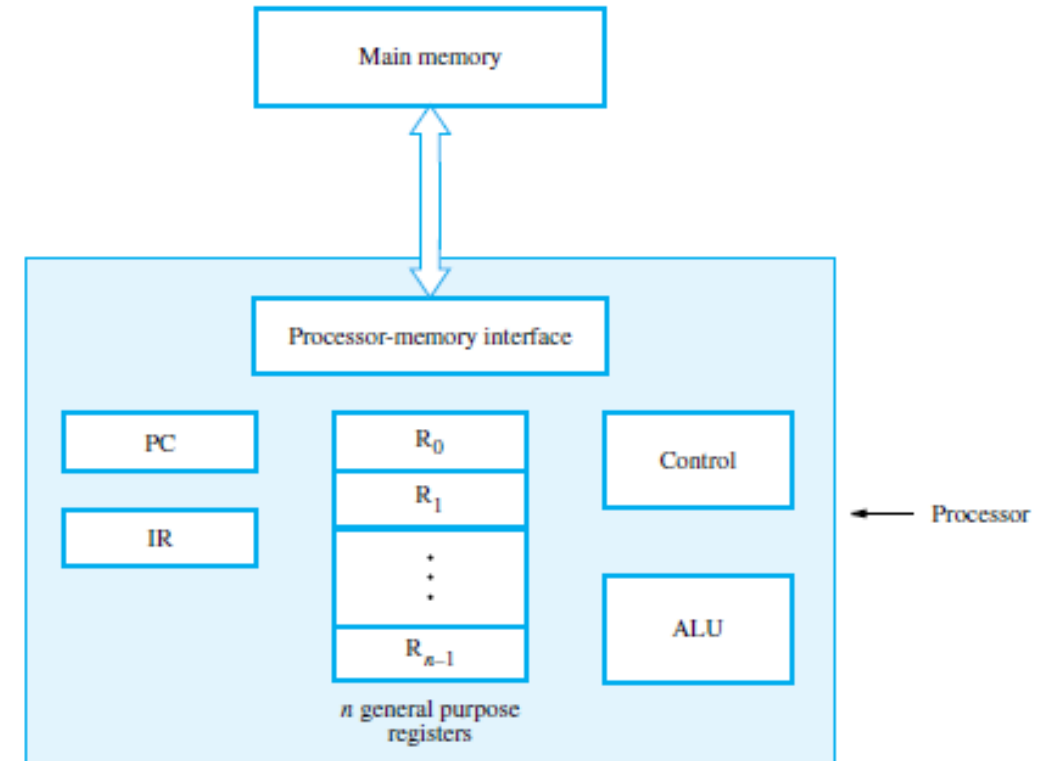 Main memory
Processor-memory interface
PC
R0
Control
R1
IR
Processor
ALU
Rn–1
n general purpose
registers